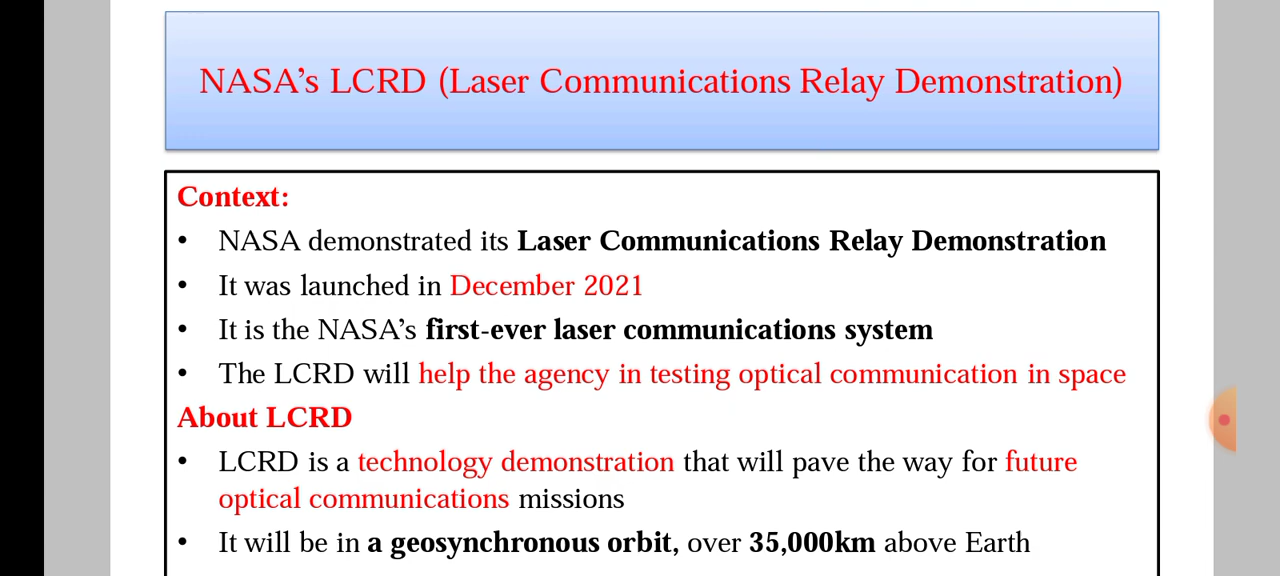 NASA’s LCRD (Laser Communications Relay Demonstration)
Context:
• NASA demonstrated its Laser Communications Relay Demonstration
• It was launched in December 2021
• It is the NASA’s first-ever laser communications system
• The LCRD will help the agency in testing optical communication in space
About LCRD
• LCRD is a technology demonstration that will pave the way for future
optical communications missions
• It will be in a geosynchronous orbit, over 35,000km above Earth